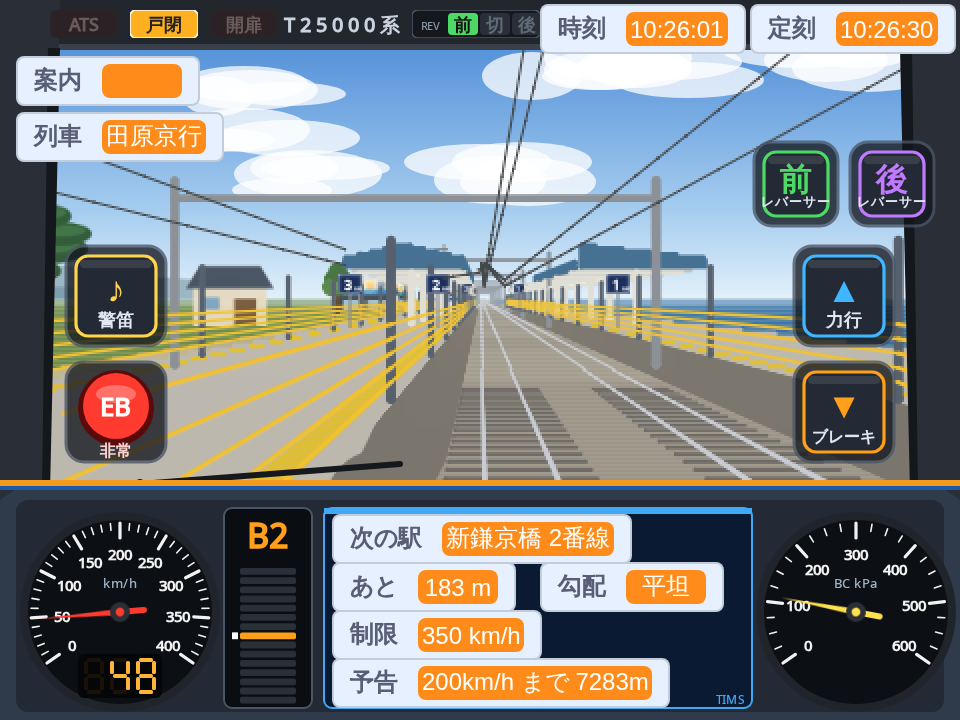 ATS 戸閉 開扉 T25000系 REV 前 切 後
時刻 10:26:01 定刻 10:26:30
案内
列車 田原京行
前 レバーサー
後 レバーサー
3 2 1
♪ 警笛
▲ 力行
EB 非常
▼ ブレーキ
0 50 100 150 200 250 300 350 400 km/h
48
B2
次の駅 新鎌京橋 2番線
あと 183 m 勾配 平坦
制限 350 km/h
予告 200km/h まで 7283m
TIMS
0 100 200 300 400 500 600 BC kPa